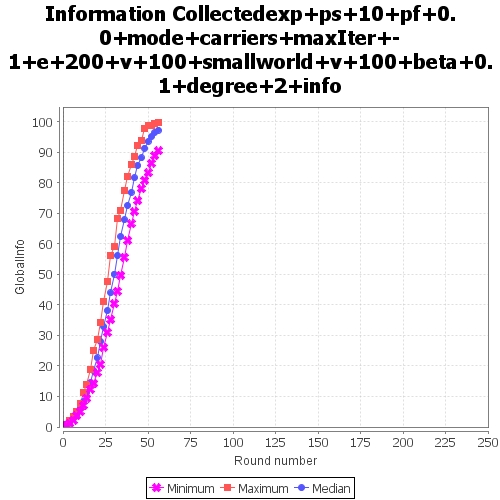 Information Collectedexp+ps+10+pf+0.
0+mode+carriers+maxIter+-
1+e+200+v+100+smallworld+v+100+beta+0.
1+degree+2+info
100
90
80
70
60
50
40
30
20
10
0
GlobalInfo
0 25 50 75 100 125 150 175 200 225 250
Round number
Minimum Maximum Median